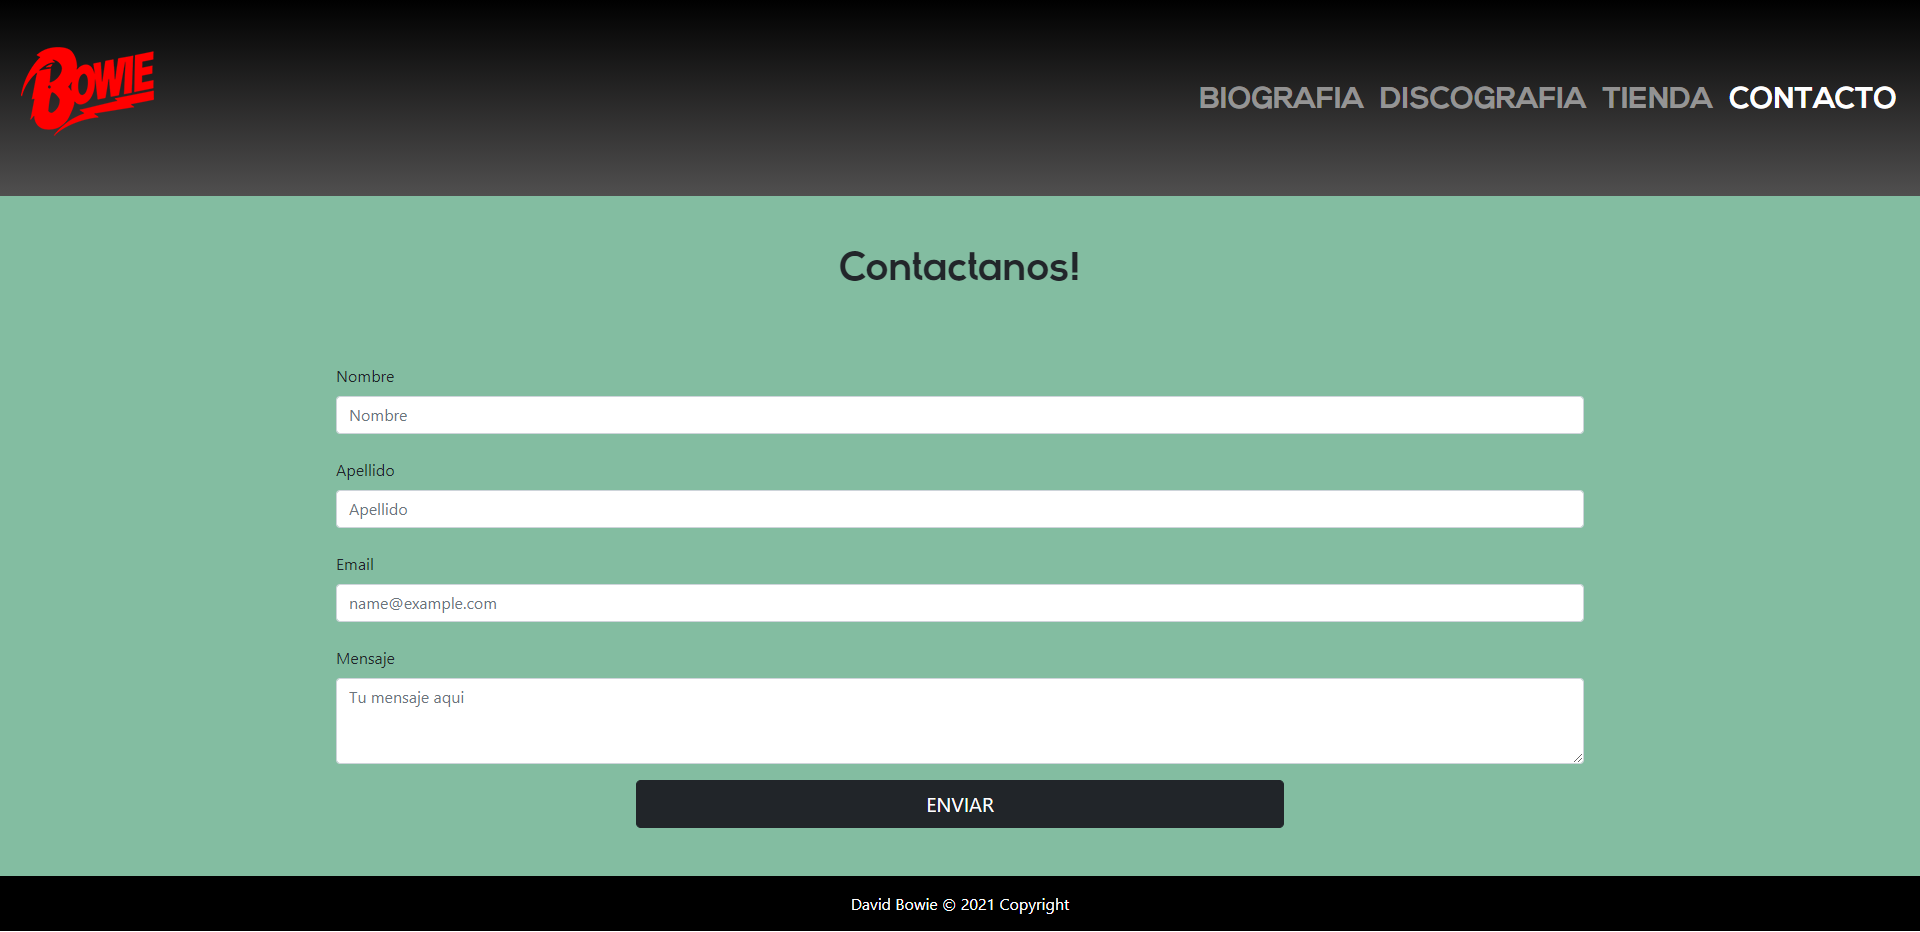 BOWIE
BIOGRAFIA DISCOGRAFIA TIENDA CONTACTO
Contactanos!
Nombre
Nombre
Apellido
Apellido
Email
name@example.com
Mensaje
Tu mensaje aqui
ENVIAR
David Bowie © 2021 Copyright